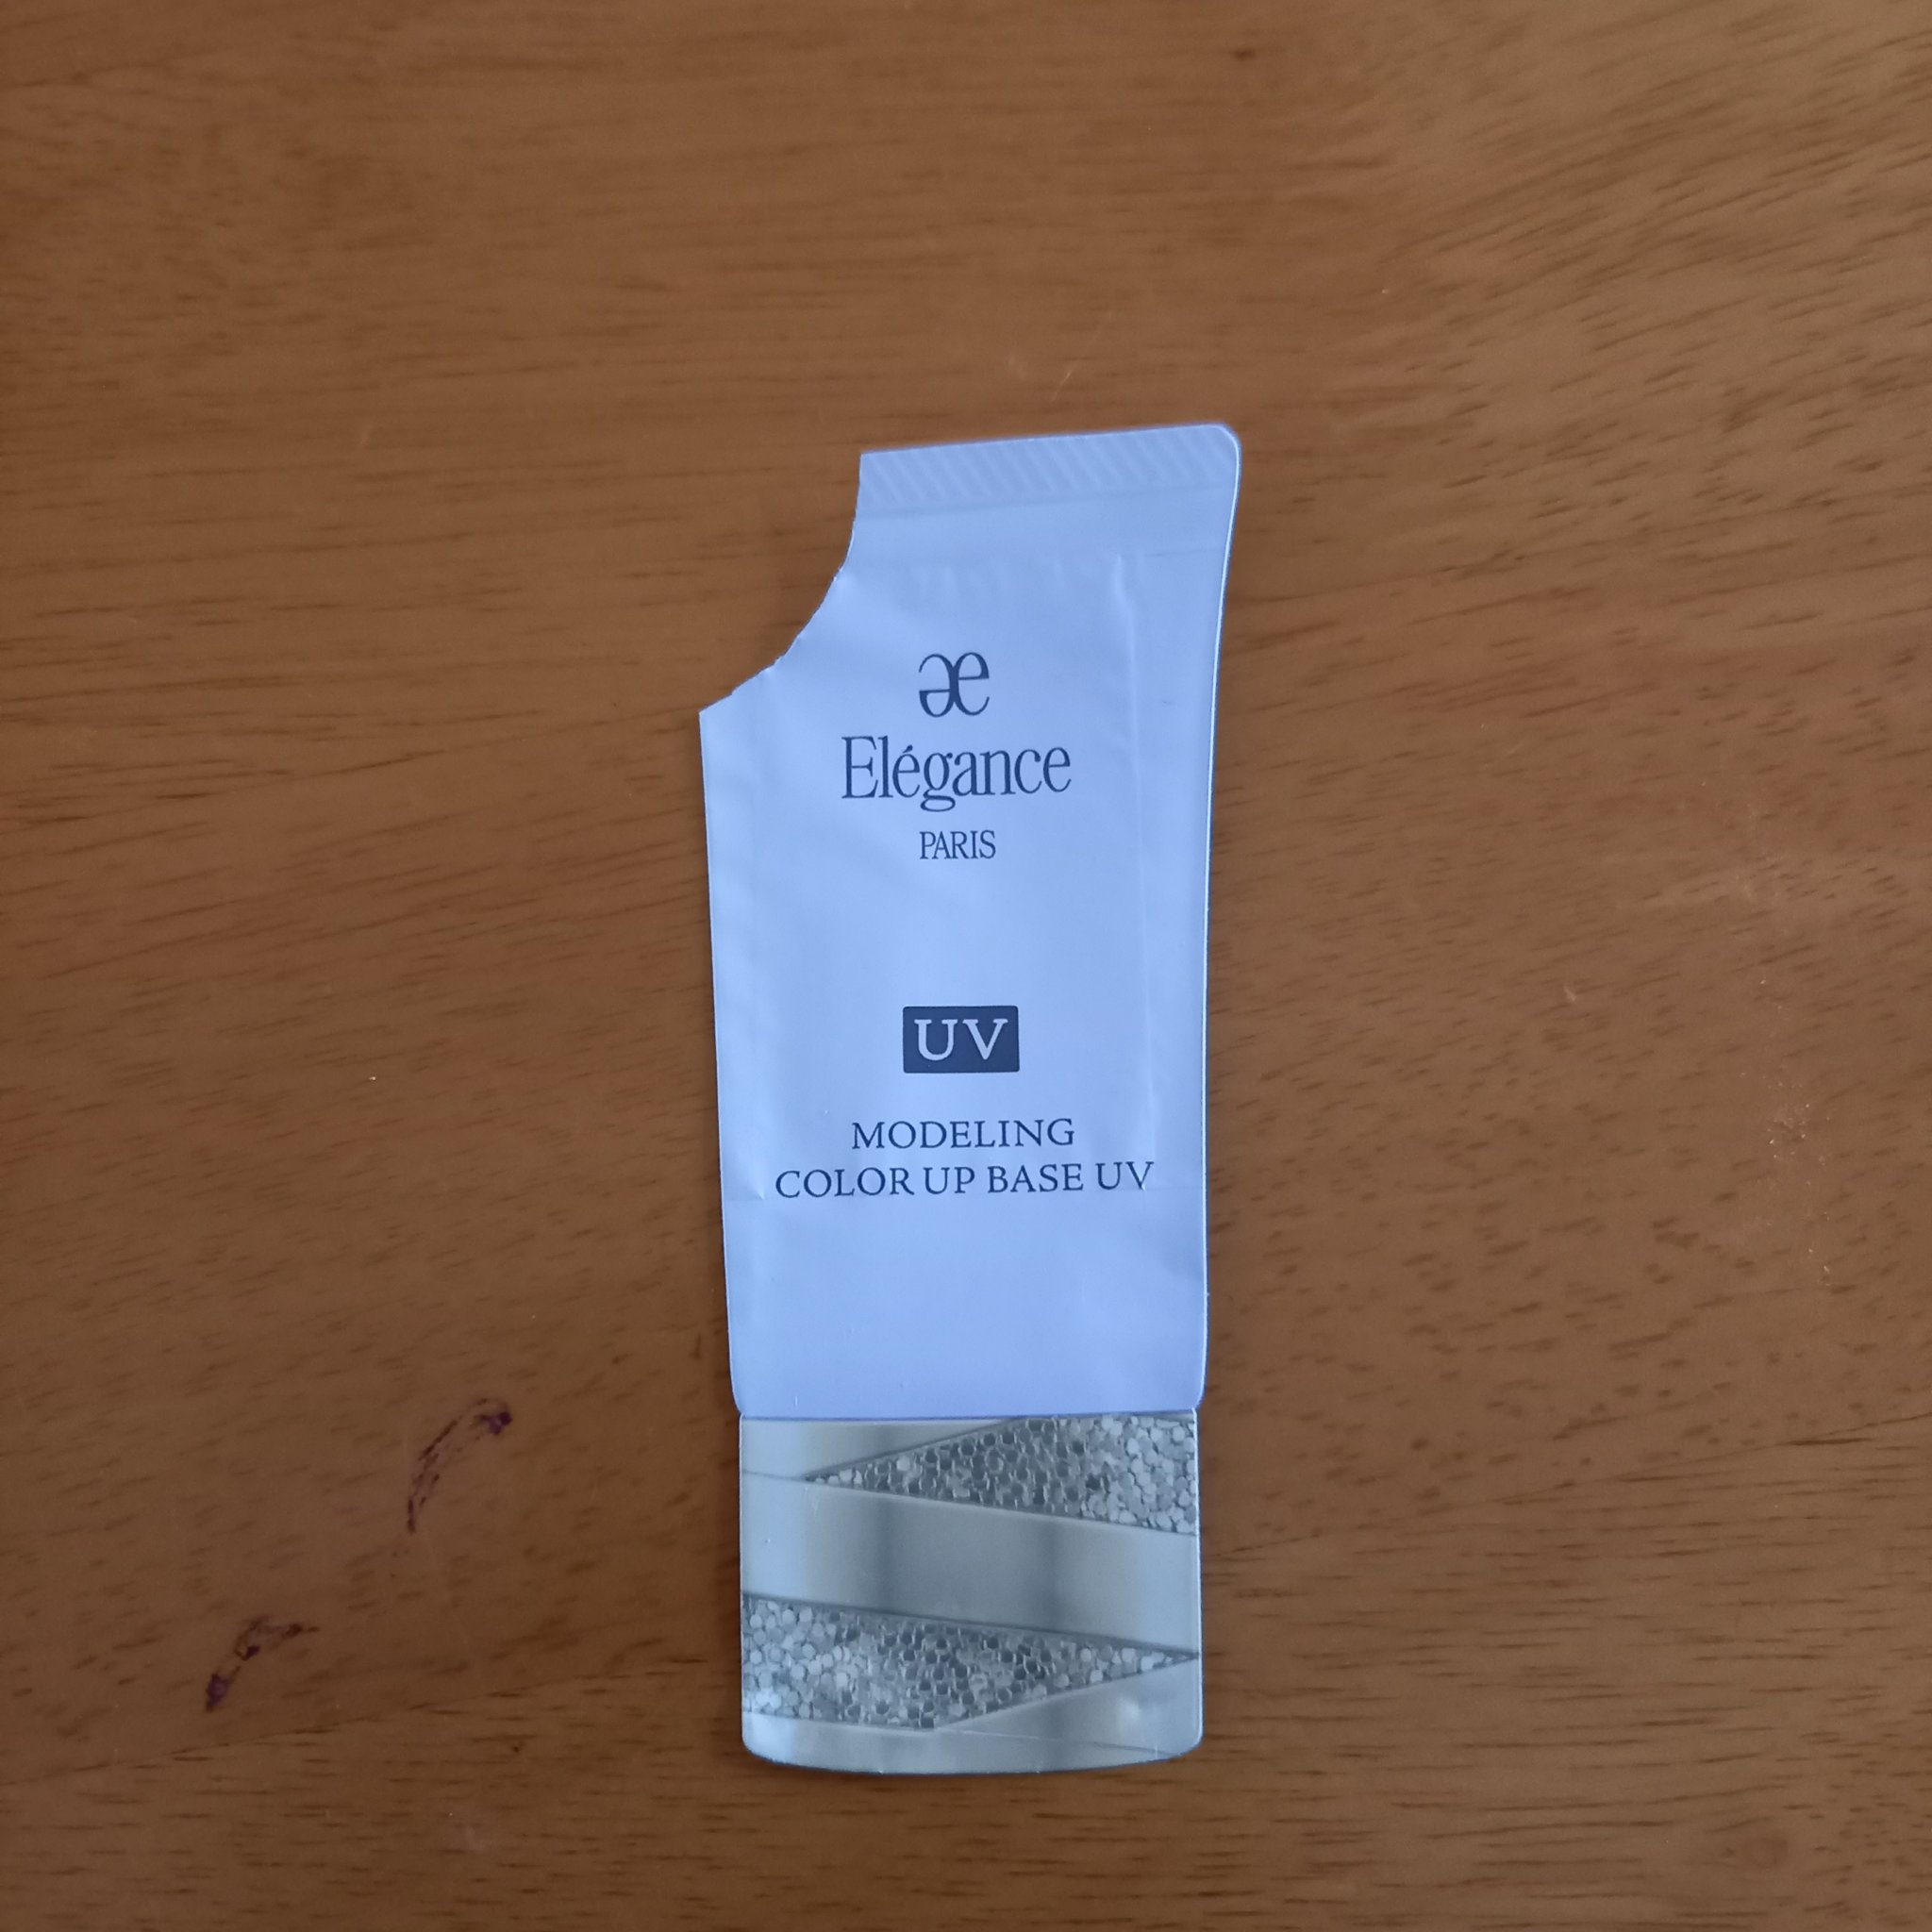 æ
Elégance
PARIS
UV
MODELING
COLOR UP BASE UV